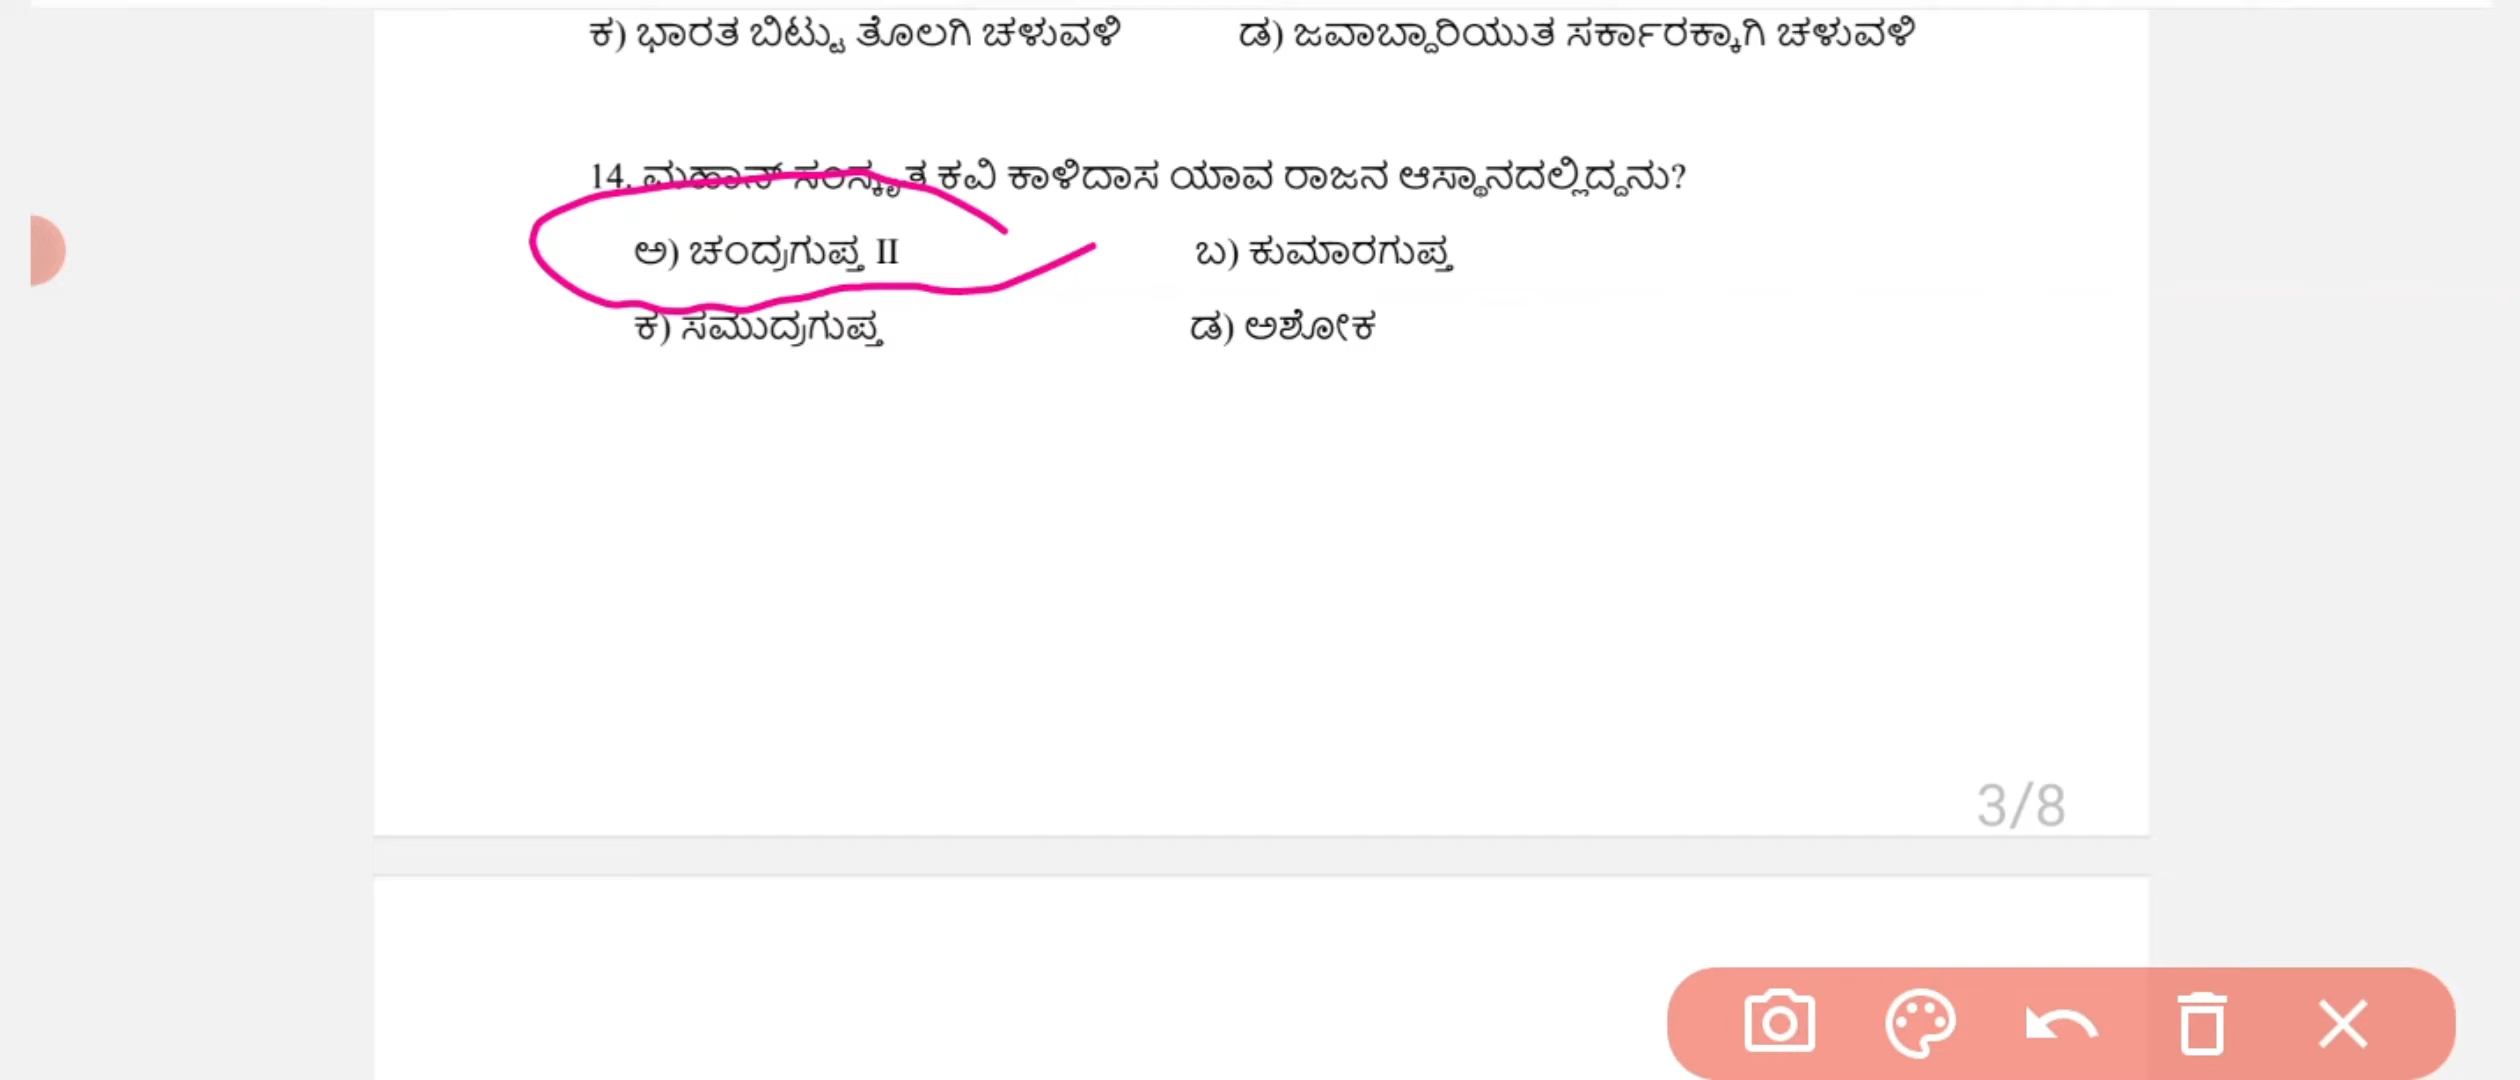 ಕ) ಭಾರತ ಬಿಟ್ಟು ತೊಲಗಿ ಚಳುವಳಿ ಡ) ಜವಾಬ್ದಾರಿಯುತ ಸರ್ಕಾರಕ್ಕಾಗಿ ಚಳುವಳಿ
14. ಮಹಾನ್ ಸಂಸ್ಕೃತ ಕವಿ ಕಾಳಿದಾಸ ಯಾವ ರಾಜನ ಆಸ್ಥಾನದಲ್ಲಿದ್ದನು?
ಅ) ಚಂದ್ರಗುಪ್ತ II ಬ) ಕುಮಾರಗುಪ್ತ
ಕ) ಸಮುದ್ರಗುಪ್ತ ಡ) ಅಶೋಕ
3/8